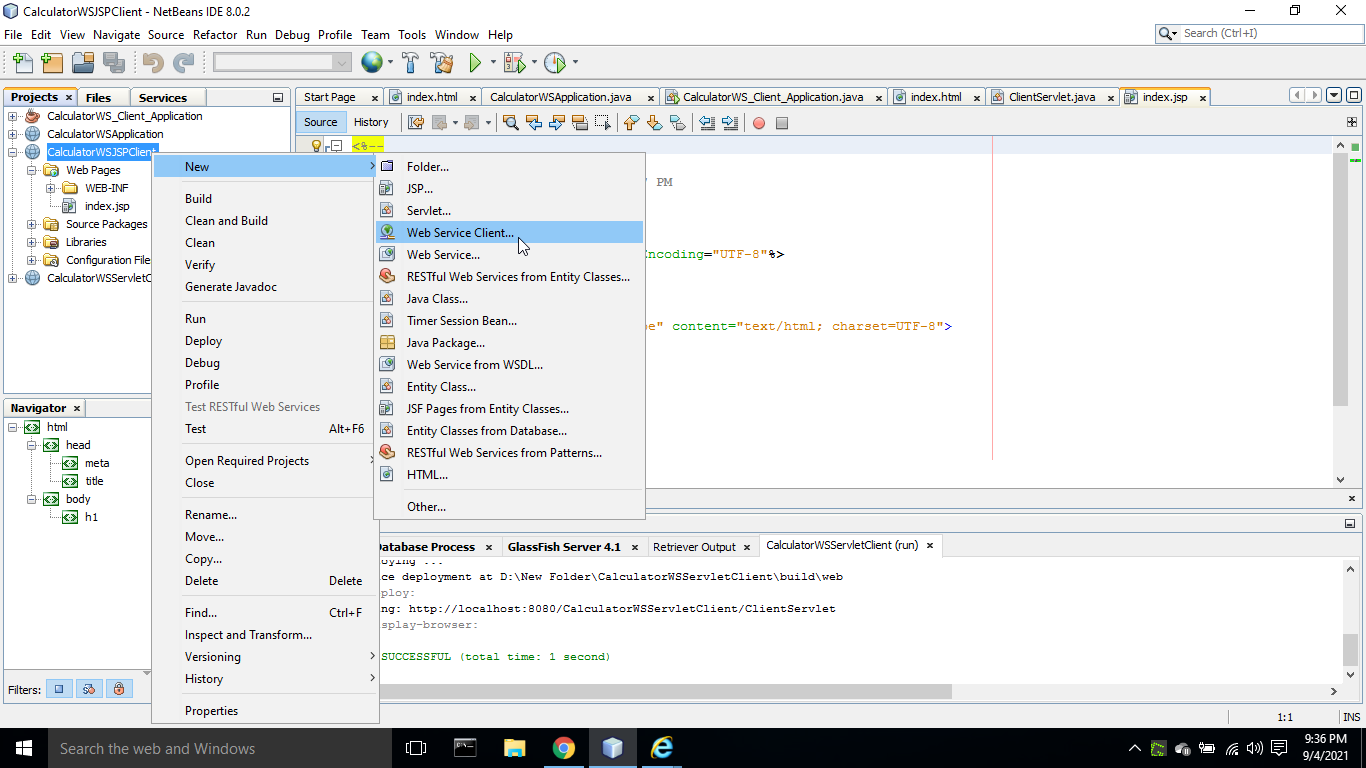 CalculatorWSJSPClient - NetBeans IDE 8.0.2
File Edit View Navigate Source Refactor Run Debug Profile Team Tools Window Help
Search (Ctrl+I)
Projects Files Services
Start Page index.html CalculatorWSApplication.java CalculatorWS_Client_Application.java index.html ClientServlet.java index.jsp
Source History
CalculatorWS_Client_Application
CalculatorWSApplication
CalculatorWSJSPClient
Web Pages
WEB-INF
index.jsp
Source Packages
Libraries
Configuration File
CalculatorWSServletC
<%--
PM
ncoding="UTF-8"%>
pe" content="text/html; charset=UTF-8">
New
Build
Clean and Build
Clean
Verify
Generate Javadoc
Run
Deploy
Debug
Profile
Test RESTful Web Services
Test Alt+F6
Open Required Projects
Close
Rename...
Move...
Copy...
Delete Delete
Find... Ctrl+F
Inspect and Transform...
Versioning
History
Properties
Folder...
JSP...
Servlet...
Web Service Client...
Web Service...
RESTful Web Services from Entity Classes...
Java Class...
Timer Session Bean...
Java Package...
Web Service from WSDL...
Entity Class...
JSF Pages from Entity Classes...
Entity Classes from Database...
RESTful Web Services from Patterns...
HTML...
Other...
Navigator
html
head
meta
title
body
h1
Filters:
Database Process GlassFish Server 4.1 Retriever Output CalculatorWSServletClient (run)
oying ...
ce deployment at D:\New Folder\CalculatorWSServletClient\build\web
ploy:
ng: http://localhost:8080/CalculatorWSServletClient/ClientServlet
splay-browser:
SUCCESSFUL (total time: 1 second)
1:1 INS
Search the web and Windows
9:36 PM
9/4/2021